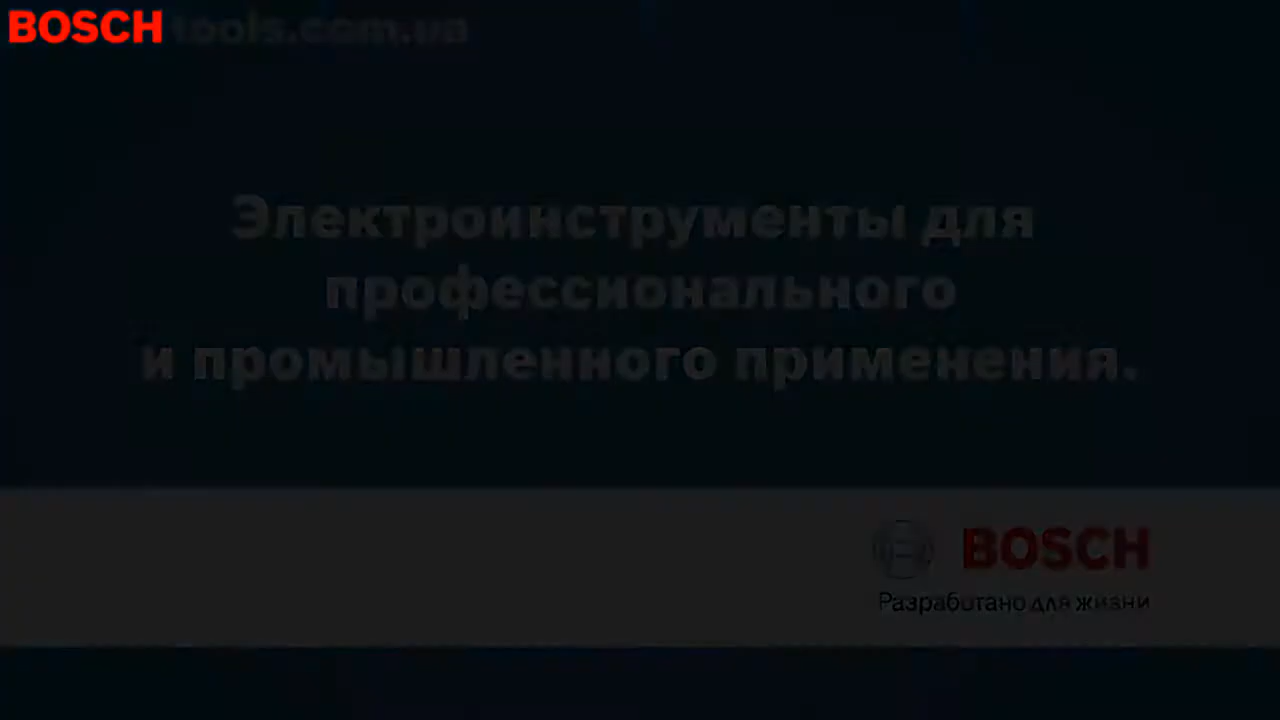 BOSCH tools.com.ua
Электроинструменты для
профессионального
и промышленного применения.
BOSCH
Разработано для жизни